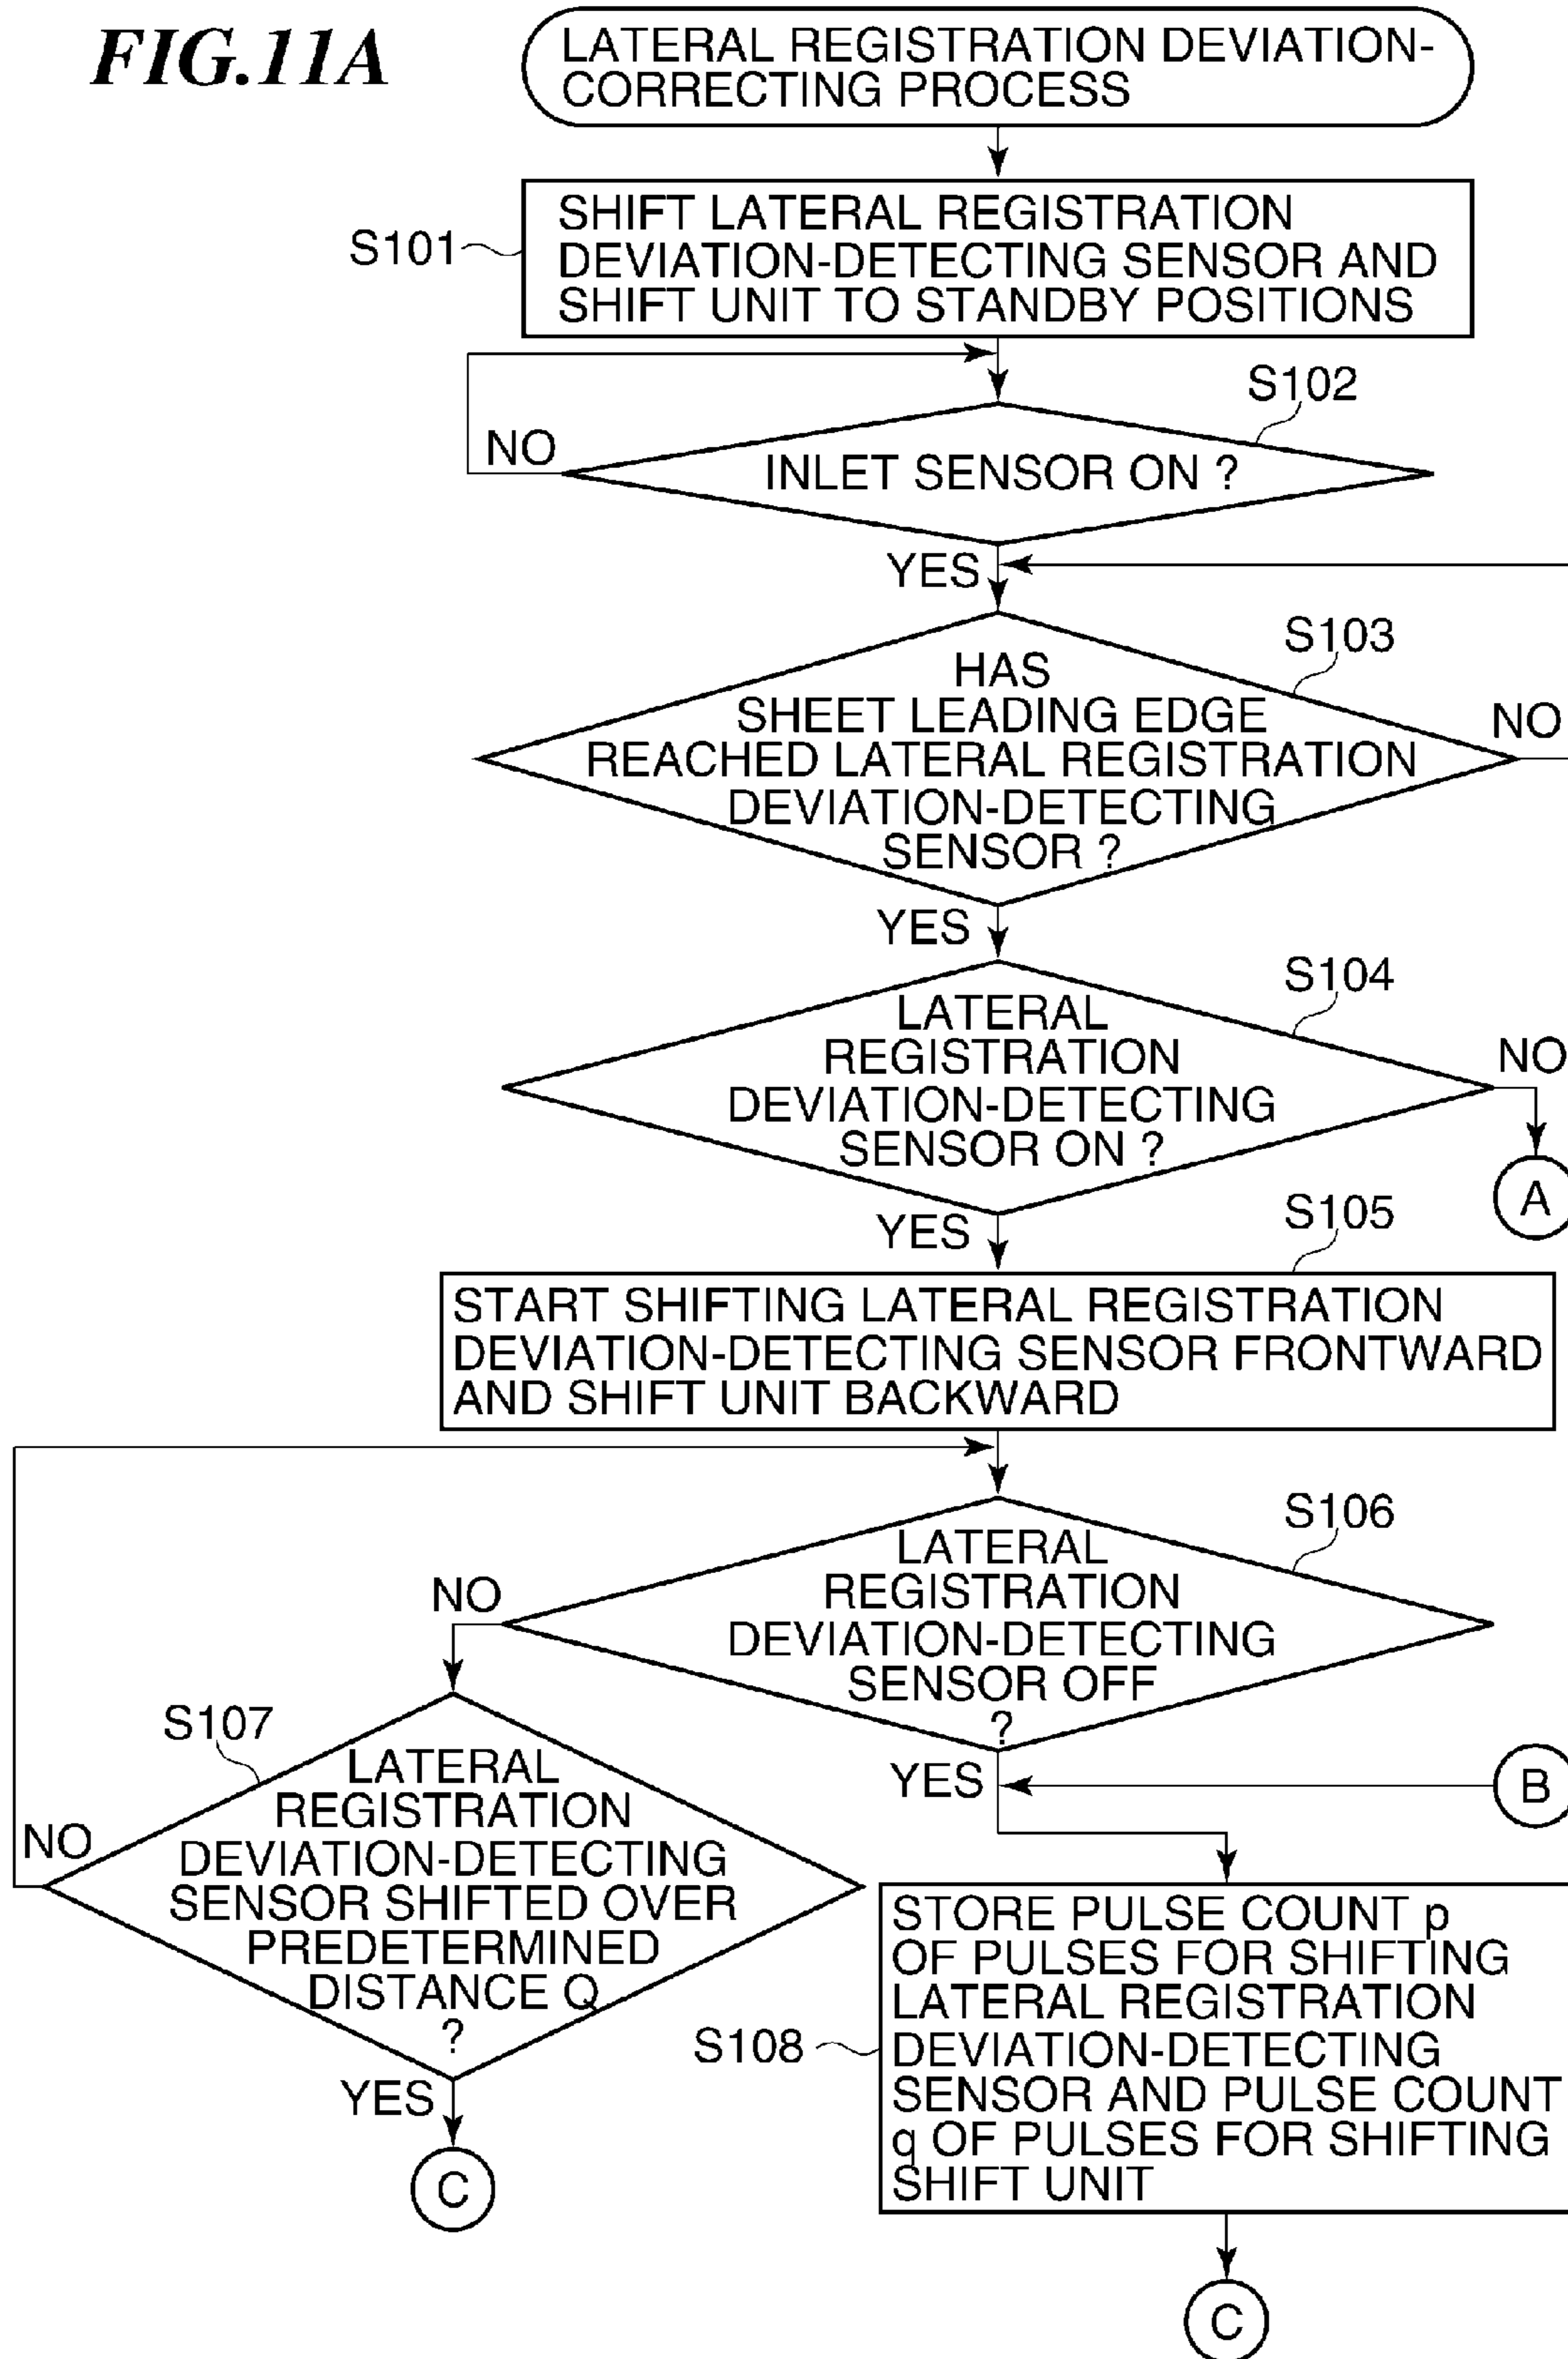 FIG.11A
LATERAL REGISTRATION DEVIATION-
CORRECTING PROCESS
S101
SHIFT LATERAL REGISTRATION
DEVIATION-DETECTING SENSOR AND
SHIFT UNIT TO STANDBY POSITIONS
S102
NO
INLET SENSOR ON ?
YES
S103
HAS
SHEET LEADING EDGE
REACHED LATERAL REGISTRATION
DEVIATION-DETECTING
SENSOR ?
NO
YES
S104
LATERAL
REGISTRATION
DEVIATION-DETECTING
SENSOR ON ?
NO
A
YES
S105
START SHIFTING LATERAL REGISTRATION
DEVIATION-DETECTING SENSOR FRONTWARD
AND SHIFT UNIT BACKWARD
S106
LATERAL
REGISTRATION
DEVIATION-DETECTING
SENSOR OFF
?
NO
YES
B
S107
LATERAL
REGISTRATION
DEVIATION-DETECTING
SENSOR SHIFTED OVER
PREDETERMINED
DISTANCE Q
?
NO
YES
C
S108
STORE PULSE COUNT p
OF PULSES FOR SHIFTING
LATERAL REGISTRATION
DEVIATION-DETECTING
SENSOR AND PULSE COUNT
q OF PULSES FOR SHIFTING
SHIFT UNIT
C